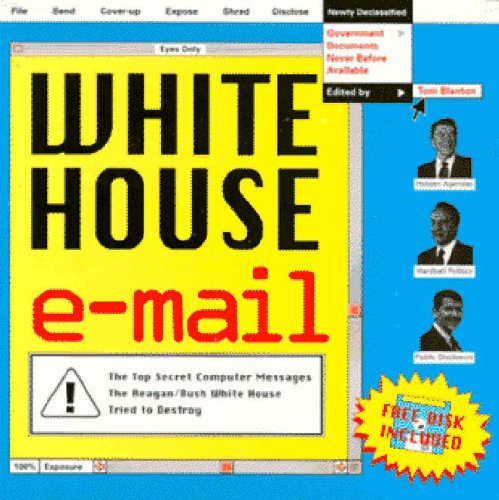 File Send Cover-up Expose Shred Disclose Newly Declassified
Government
Documents
Never Before
Available
Edited by
Tom Blanton
Eyes Only
WHITE
HOUSE
e-mail
The Top Secret Computer Messages
The Reagan/Bush White House
Tried to Destroy
Hidden Agendas
Marshall Politics
Public Disclosure
FREE DISK
INCLUDED
100% Exposure